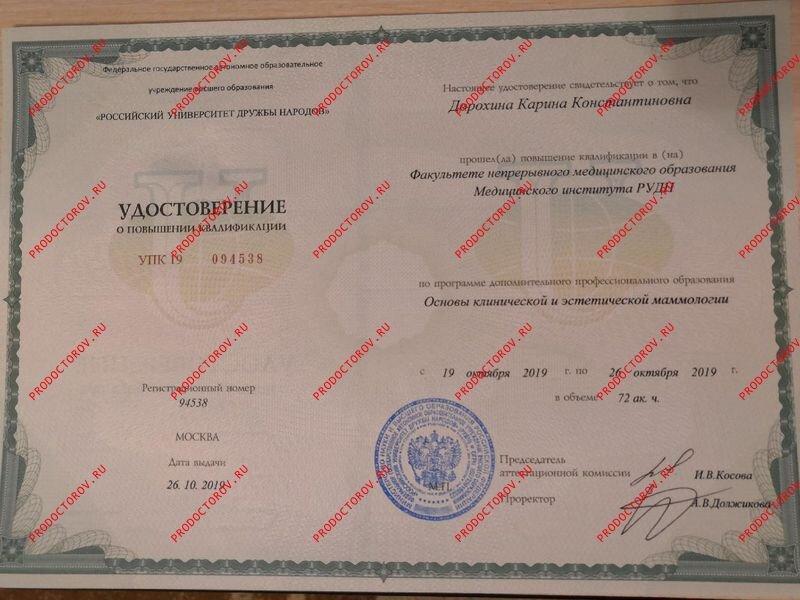 Федеральное государственное автономное образовательное
учреждение высшего образования
«РОССИЙСКИЙ УНИВЕРСИТЕТ ДРУЖБЫ НАРОДОВ»
УДОСТОВЕРЕНИЕ
О ПОВЫШЕНИИ КВАЛИФИКАЦИИ
УПК 19 094538
Регистрационный номер
94538
МОСКВА
Дата выдачи
26. 10. 2019
Настоящее удостоверение свидетельствует о том, что
Дорохина Карина Константиновна
прошел(ла) повышение квалификации в (на)
Факультете непрерывного медицинского образования
Медицинского института РУДН
по программе дополнительного профессионального образования
Основы клинической и эстетической маммологии
с 19 октября 2019 г. по 26 октября 2019 г.
в объеме 72 ак. ч.
Председатель
аттестационной комиссии И.В.Косова
М.П.
Проректор А.В.Должикова
PRODOCTOROV.RU